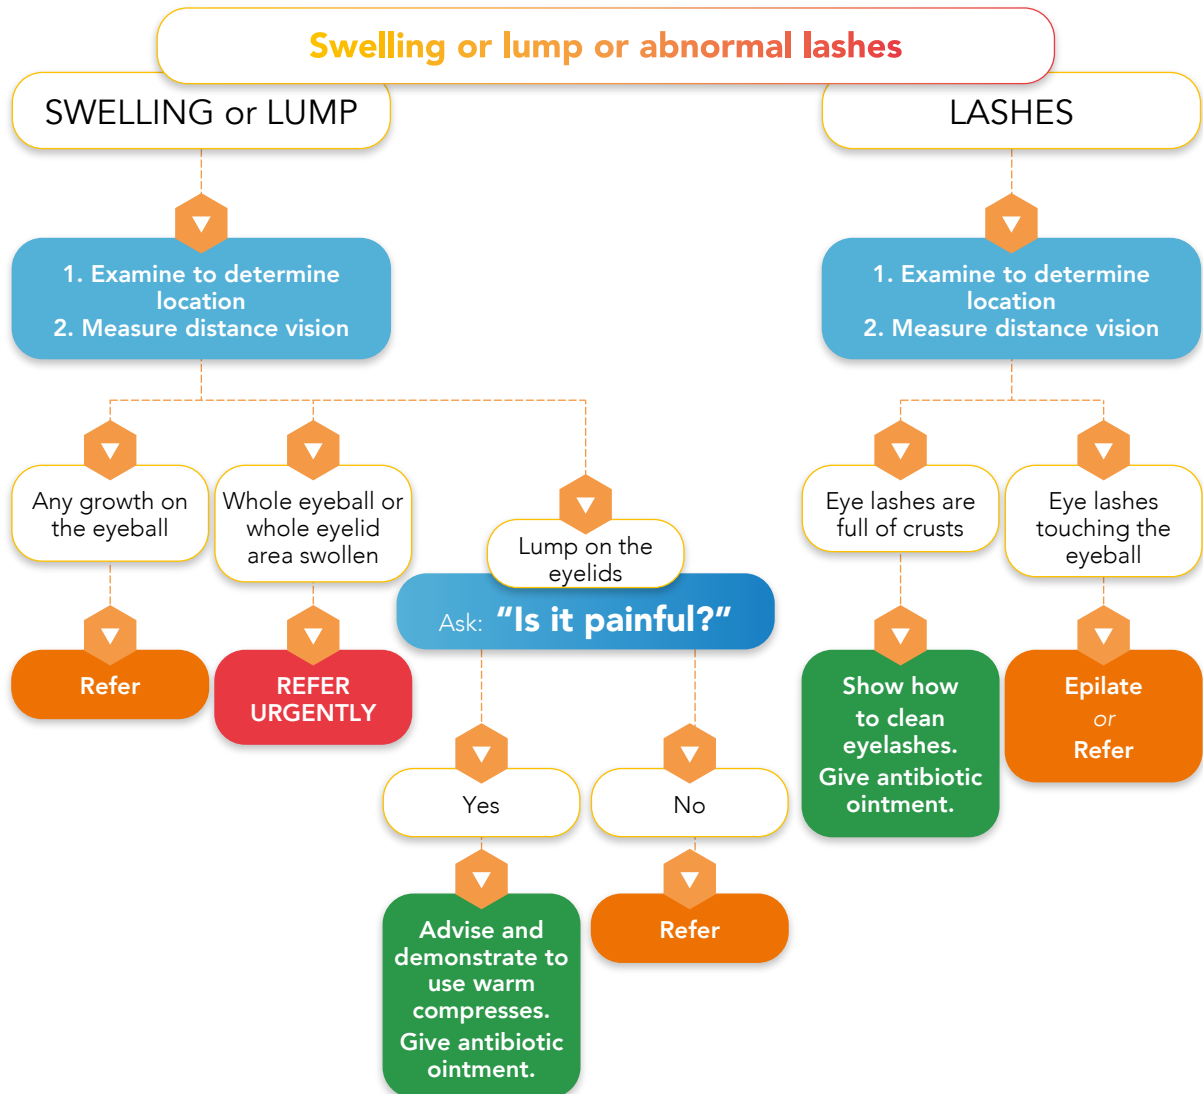 Swelling or lump or abnormal lashes
SWELLING or LUMP
1. Examine to determine
location
2. Measure distance vision
Any growth on
the eyeball
Refer
Whole eyeball or
whole eyelid
area swollen
REFER
URGENTLY
Lump on the
eyelids
Ask: "Is it painful?"
Yes
Advise and
demonstrate to
use warm
compresses.
Give antibiotic
ointment.
No
Refer
LASHES
1. Examine to determine
location
2. Measure distance vision
Eye lashes are
full of crusts
Show how
to clean
eyelashes.
Give antibiotic
ointment.
Eye lashes
touching the
eyeball
Epilate
or
Refer